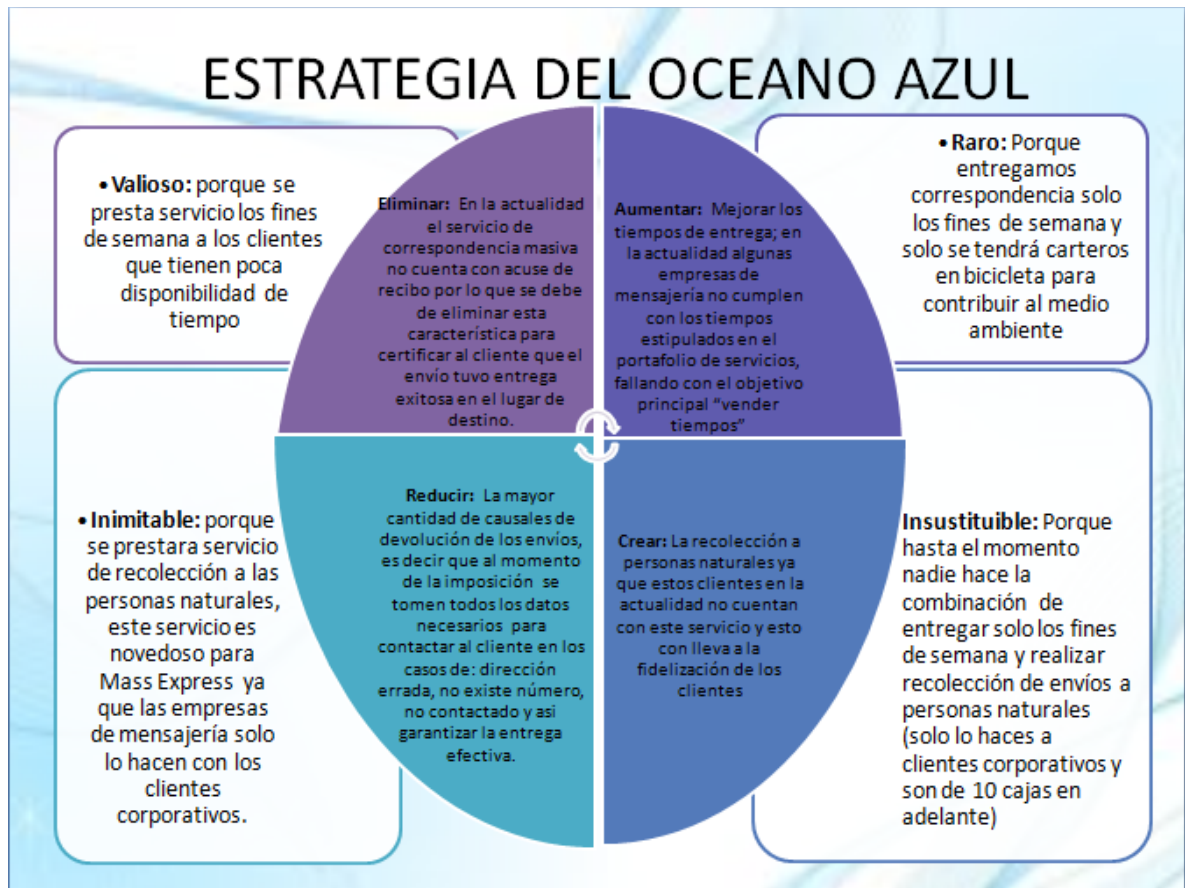 ESTRATEGIA DEL OCEANO AZUL
• Valioso: porque se
presta servicio los fines
de semana a los clientes
que tienen poca
disponibilidad de
tiempo
Eliminar: En la actualidad
el servicio de
correspondencia masiva
no cuenta con acuse de
recibo por lo que se debe
de eliminar esta
característica para
certificar al cliente que el
envío tuvo entrega
exitosa en el lugar de
destino.
Aumentar: Mejorar los
tiempos de entrega; en
la actualidad algunas
empresas de
mensajería no cumplen
con los tiempos
estipulados en el
portafolio de servicios,
fallando con el objetivo
principal “vender
tiempos”
• Raro: Porque
entregamos
correspondencia solo
los fines de semana y
solo se tendrá carteros
en bicicleta para
contribuir al medio
ambiente
• Inimitable: porque
se prestara servicio
de recolección a las
personas naturales,
este servicio es
novedoso para
Mass Express ya
que las empresas
de mensajería solo
lo hacen con los
clientes
corporativos.
Reducir: La mayor
cantidad de causales de
devolución de los envíos,
es decir que al momento
de la imposición se
tomen todos los datos
necesarios para
contactar al cliente en los
casos de: dirección
errada, no existe número,
no contactado y asi
garantizar la entrega
efectiva.
Crear: La recolección a
personas naturales ya
que estos clientes en la
actualidad no cuentan
con este servicio y esto
con lleva a la
fidelización de los
clientes
Insustituible: Porque
hasta el momento
nadie hace la
combinación de
entregar solo los fines
de semana y realizar
recolección de envíos a
personas naturales
(solo lo haces a
clientes corporativos y
son de 10 cajas en
adelante)